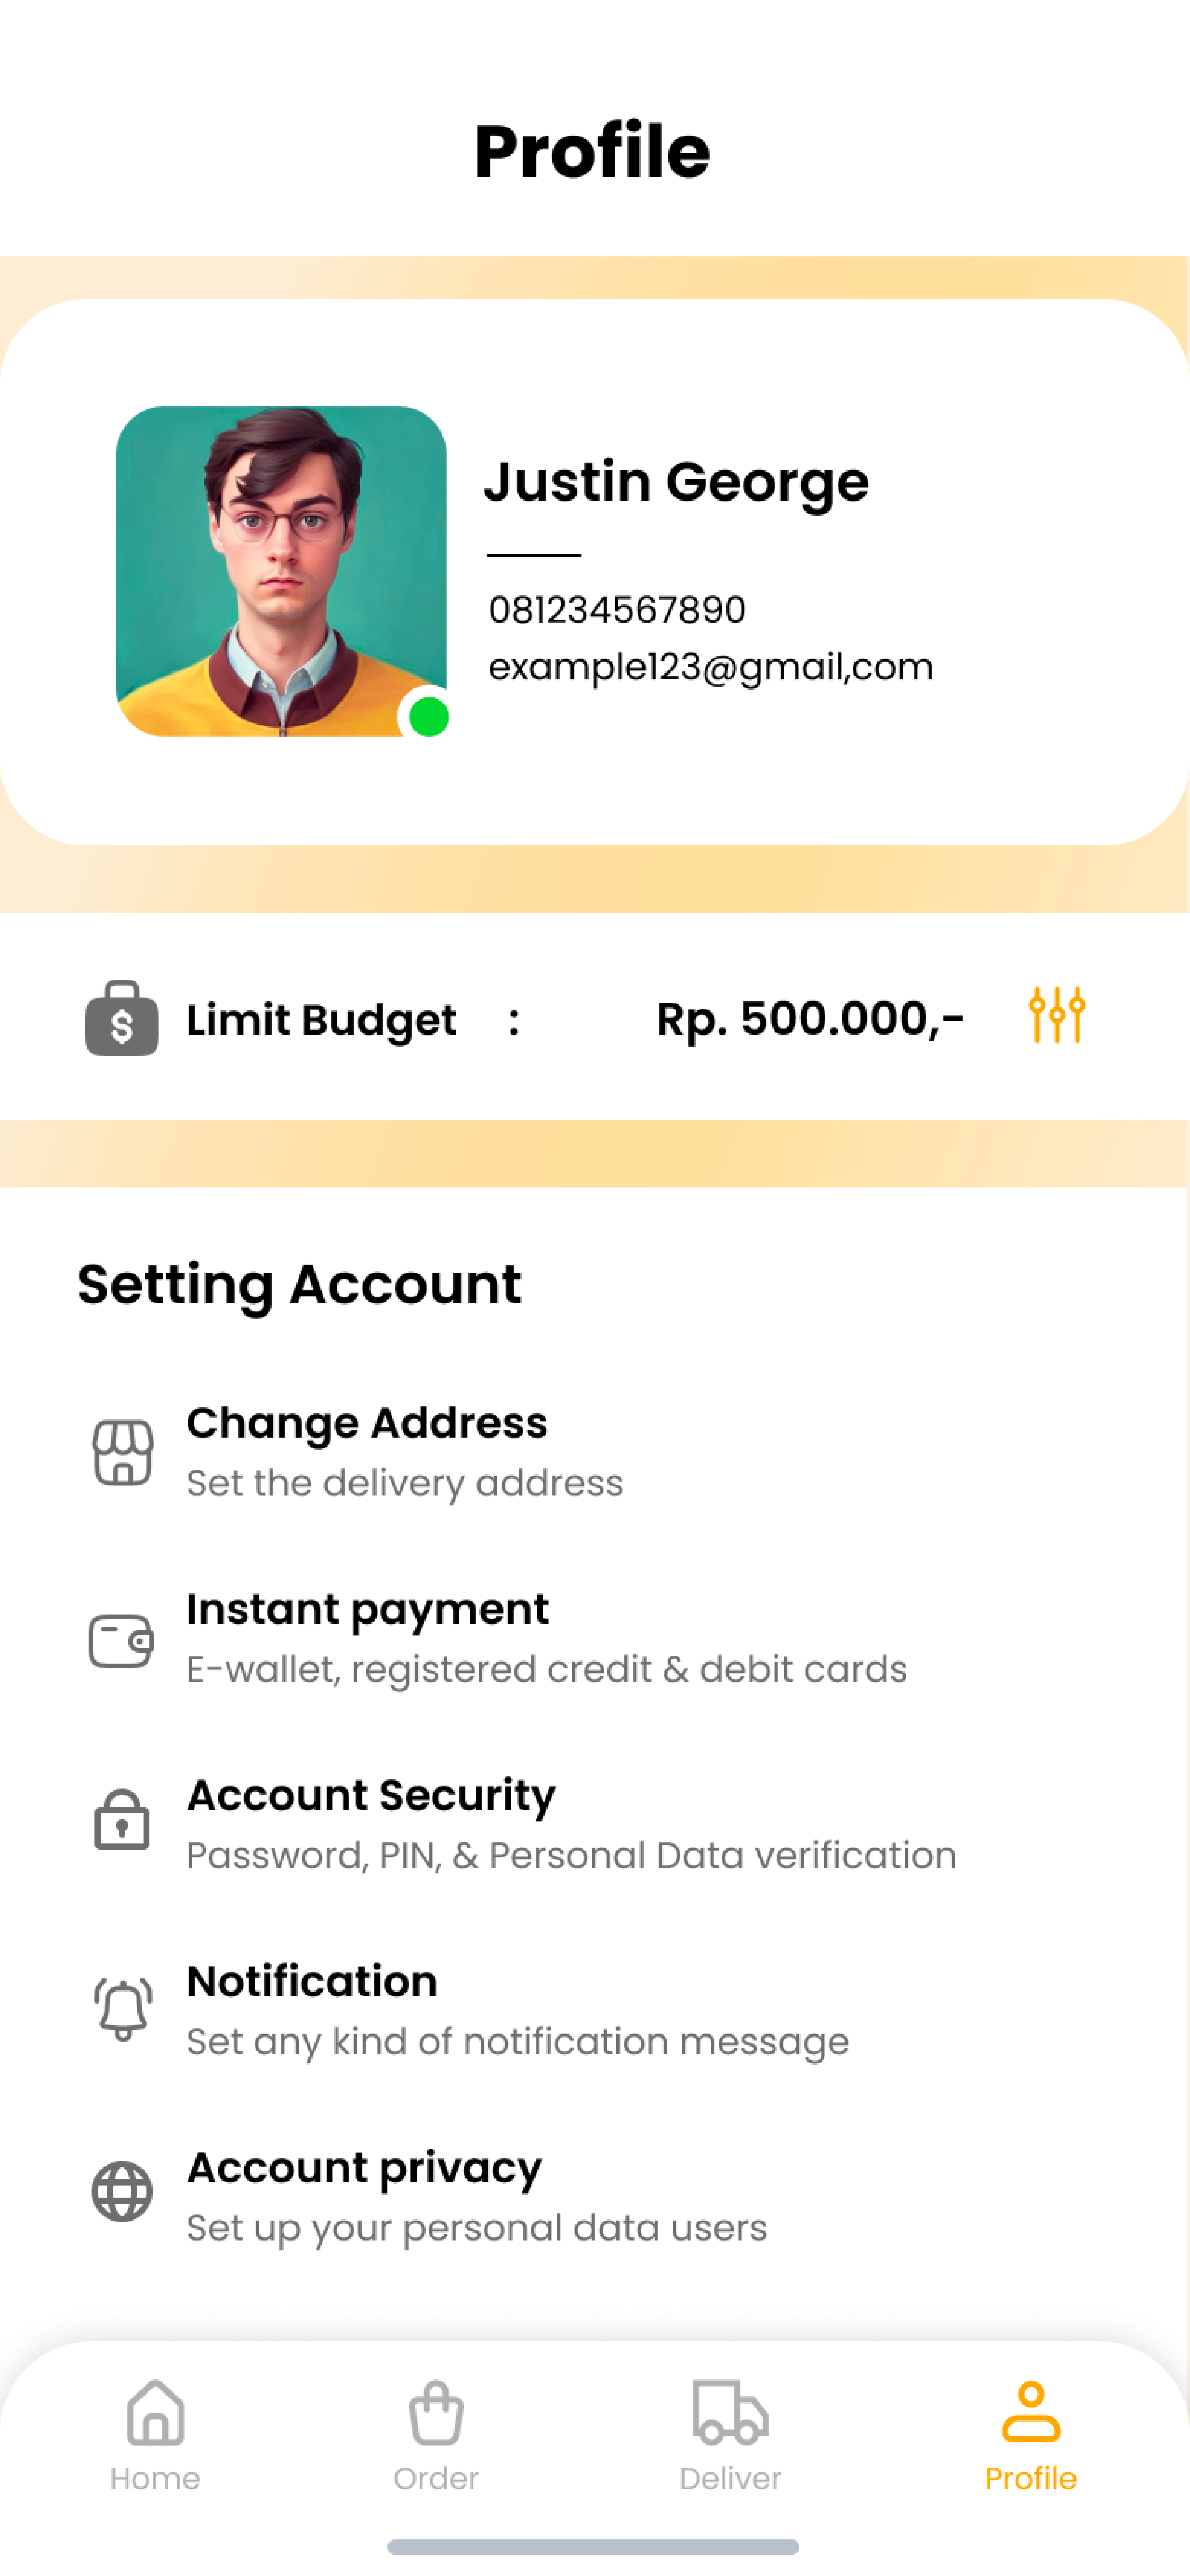 Profile
Justin George
081234567890
example123@gmail,com
Limit Budget : Rp. 500.000,-
Setting Account
Change Address
Set the delivery address
Instant payment
E-wallet, registered credit & debit cards
Account Security
Password, PIN, & Personal Data verification
Notification
Set any kind of notification message
Account privacy
Set up your personal data users
Home Order Deliver Profile